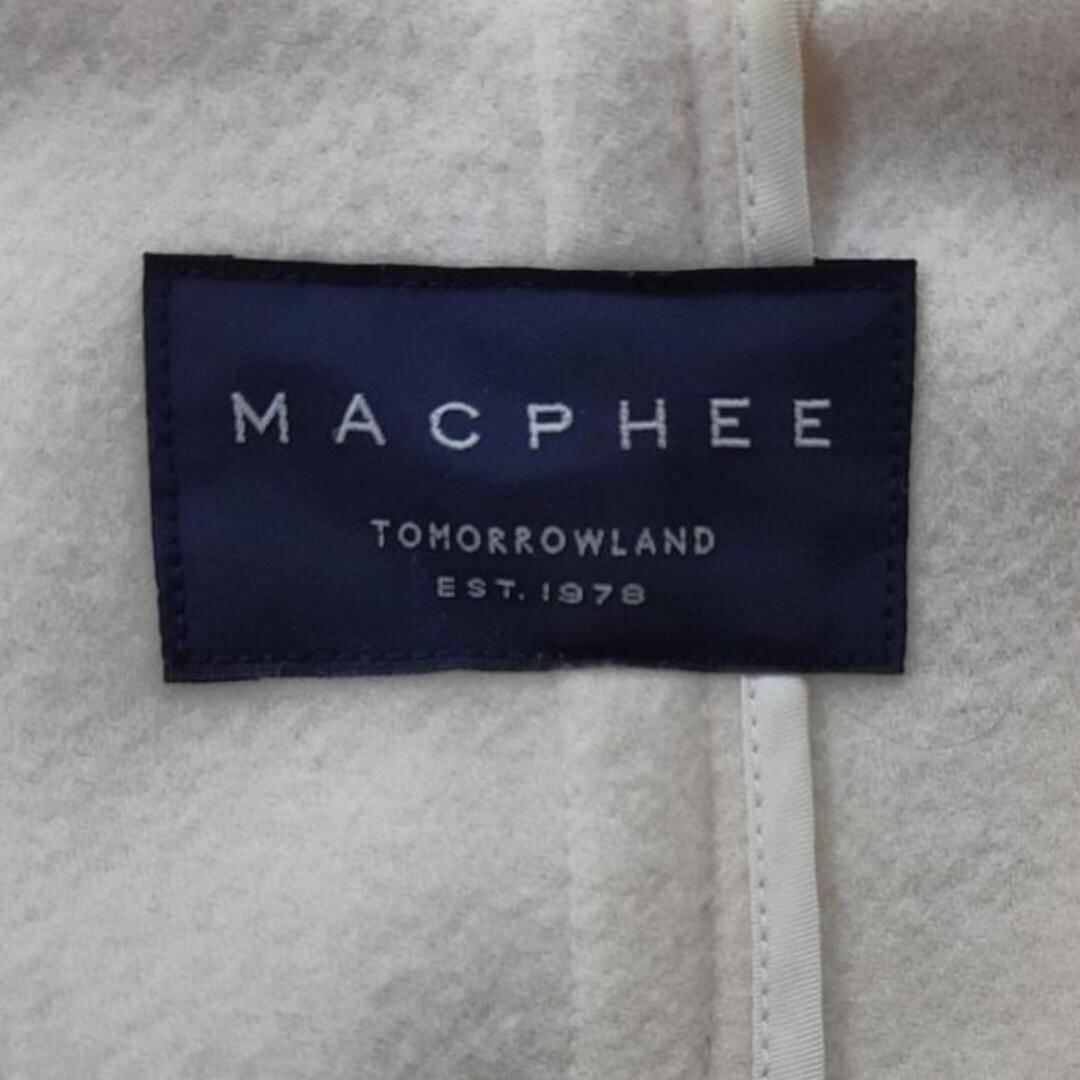 MACPHEE
TOMORROWLAND
EST. 1978